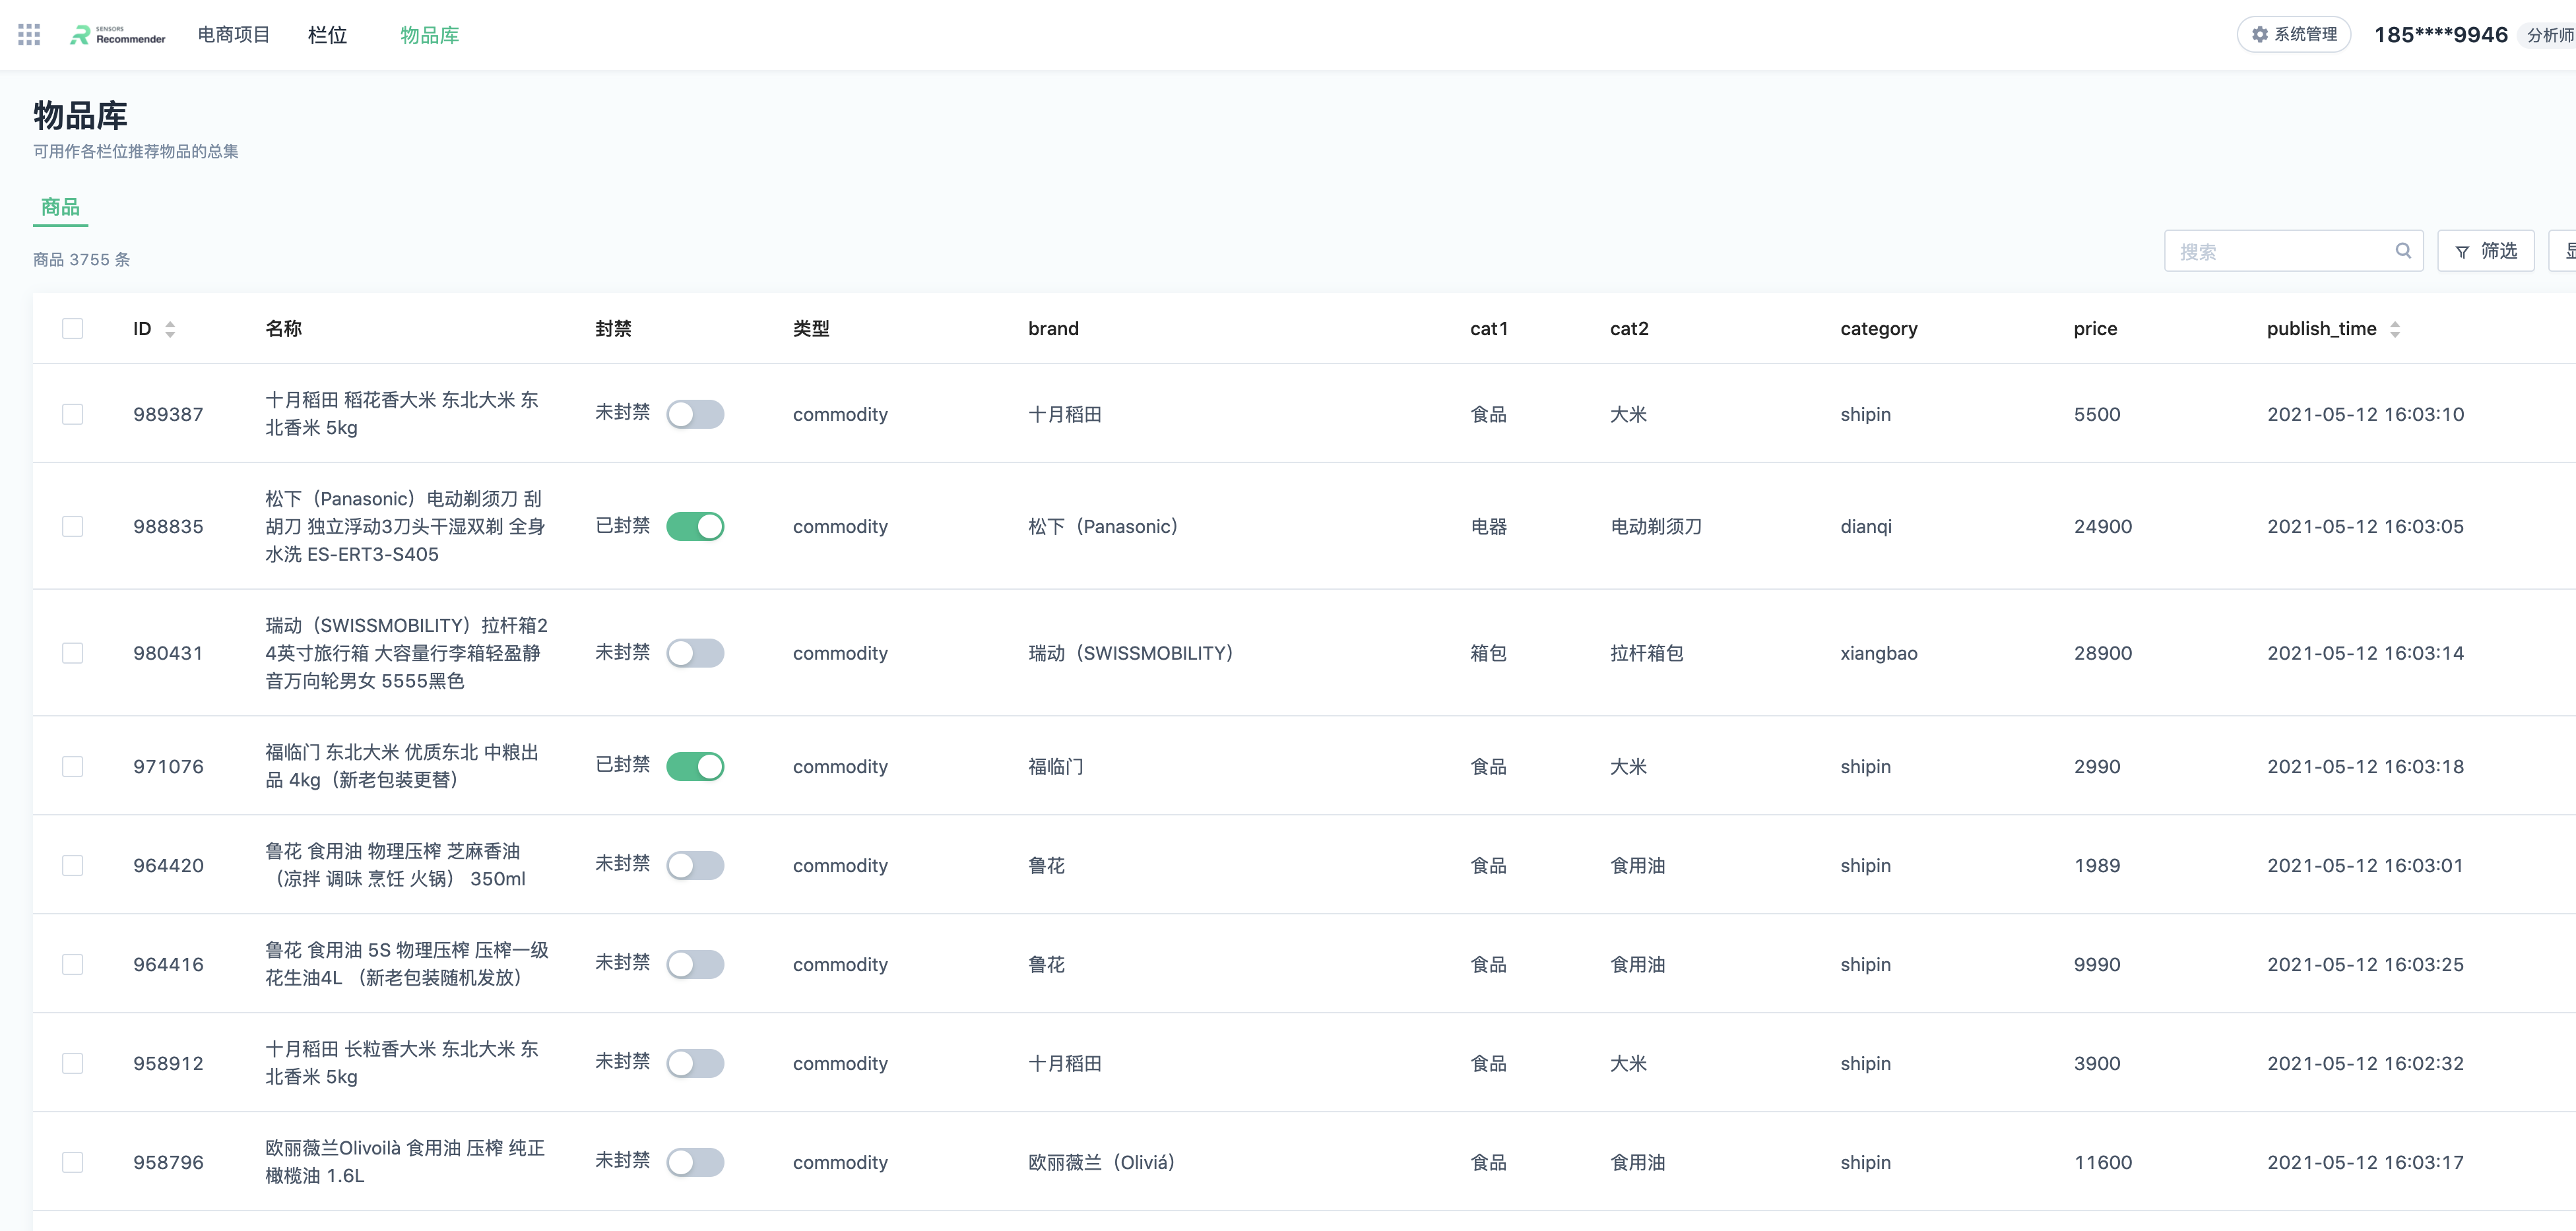 SENSORS
Recommender
电商项目 栏位 物品库 系统管理 185****9946 分析师
物品库
可用作各栏位推荐物品的总集
商品
商品 3755 条
搜索 筛选
ID 名称 封禁 类型 brand cat1 cat2 category price publish_time
十月稻田 稻花香大米 东北大米 东
989387 未封禁 commodity 十月稻田 食品 大米 shipin 5500 2021-05-12 16:03:10
北香米 5kg
松下（Panasonic）电动剃须刀 刮
988835 胡刀 独立浮动3刀头干湿双剃 全身 已封禁 commodity 松下（Panasonic） 电器 电动剃须刀 dianqi 24900 2021-05-12 16:03:05
水洗 ES-ERT3-S405
瑞动（SWISSMOBILITY）拉杆箱2
980431 4英寸旅行箱 大容量行李箱轻盈静 未封禁 commodity 瑞动（SWISSMOBILITY） 箱包 拉杆箱包 xiangbao 28900 2021-05-12 16:03:14
音万向轮男女 5555黑色
福临门 东北大米 优质东北 中粮出
971076 已封禁 commodity 福临门 食品 大米 shipin 2990 2021-05-12 16:03:18
品 4kg（新老包装更替）
鲁花 食用油 物理压榨 芝麻香油
964420 未封禁 commodity 鲁花 食品 食用油 shipin 1989 2021-05-12 16:03:01
（凉拌 调味 烹饪 火锅） 350ml
鲁花 食用油 5S 物理压榨 压榨一级
964416 未封禁 commodity 鲁花 食品 食用油 shipin 9990 2021-05-12 16:03:25
花生油4L （新老包装随机发放）
十月稻田 长粒香大米 东北大米 东
958912 未封禁 commodity 十月稻田 食品 大米 shipin 3900 2021-05-12 16:02:32
北香米 5kg
欧丽薇兰Olivoilà 食用油 压榨 纯正
958796 未封禁 commodity 欧丽薇兰（Oliviá） 食品 食用油 shipin 11600 2021-05-12 16:03:17
橄榄油 1.6L